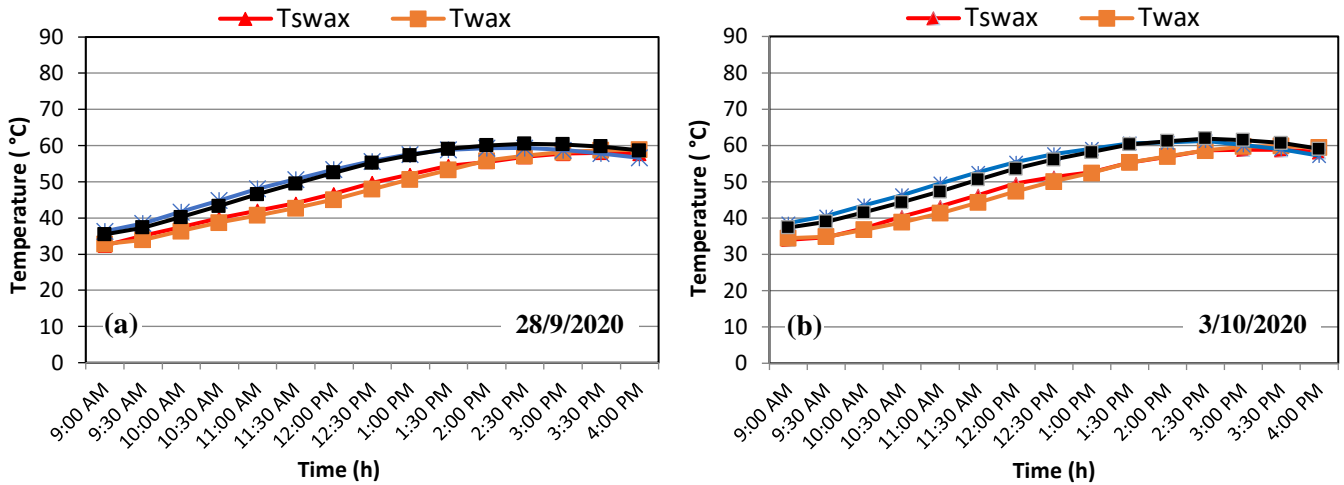 Tswax Twax
90
80
70
60
50
40
30
20
10
0
Temperature ( °C)
(a)
28/9/2020
9:00 AM
9:30 AM
10:00 AM
10:30 AM
11:00 AM
11:30 AM
12:00 PM
12:30 PM
1:00 PM
1:30 PM
2:00 PM
2:30 PM
3:00 PM
3:30 PM
4:00 PM
Time (h)
Tswax Twax
90
80
70
60
50
40
30
20
10
0
Temperature ( °C)
(b)
3/10/2020
9:00 AM
9:30 AM
10:00 AM
10:30 AM
11:00 AM
11:30 AM
12:00 PM
12:30 PM
1:00 PM
1:30 PM
2:00 PM
2:30 PM
3:00 PM
3:30 PM
4:00 PM
Time (h)